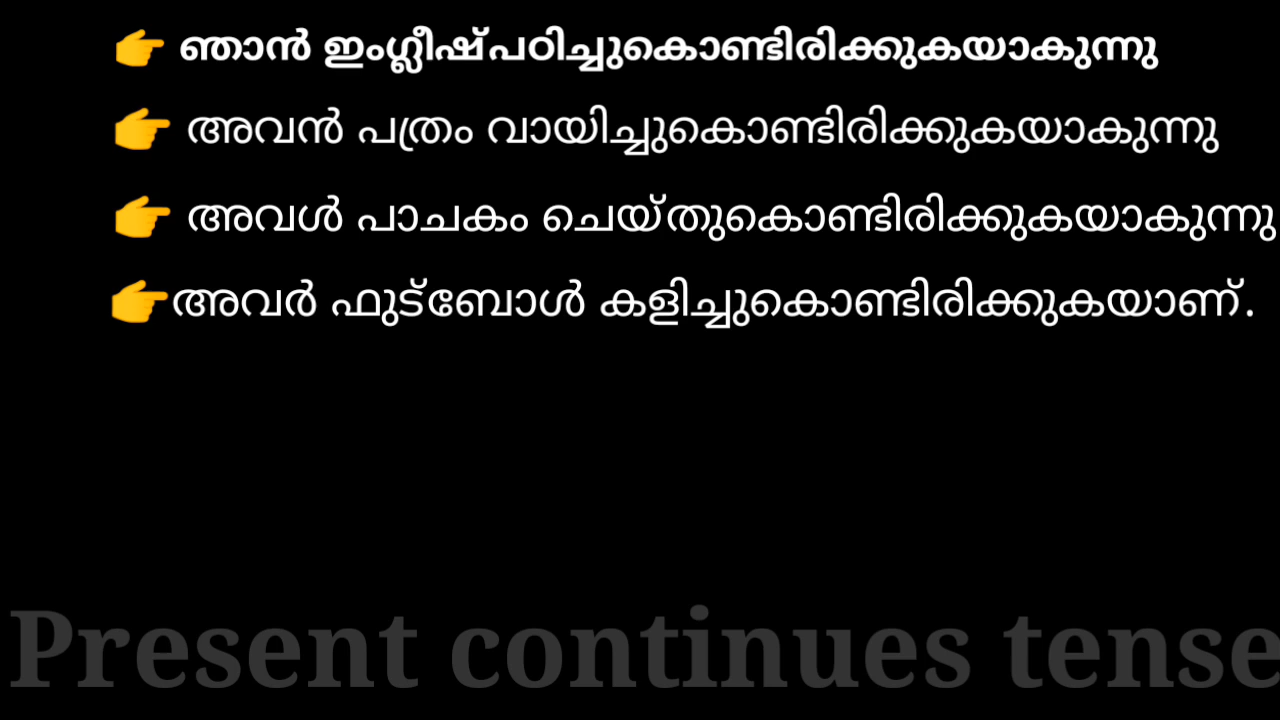 👉 ഞാൻ ഇംഗ്ലീഷ്പഠിച്ചുകൊണ്ടിരിക്കുകയാകുന്നു
👉 അവൻ പത്രം വായിച്ചുകൊണ്ടിരിക്കുകയാകുന്നു
👉 അവൾ പാചകം ചെയ്തുകൊണ്ടിരിക്കുകയാകുന്നു
👉അവർ ഫുട്ബോൾ കളിച്ചുകൊണ്ടിരിക്കുകയാണ്.
Present continues tense